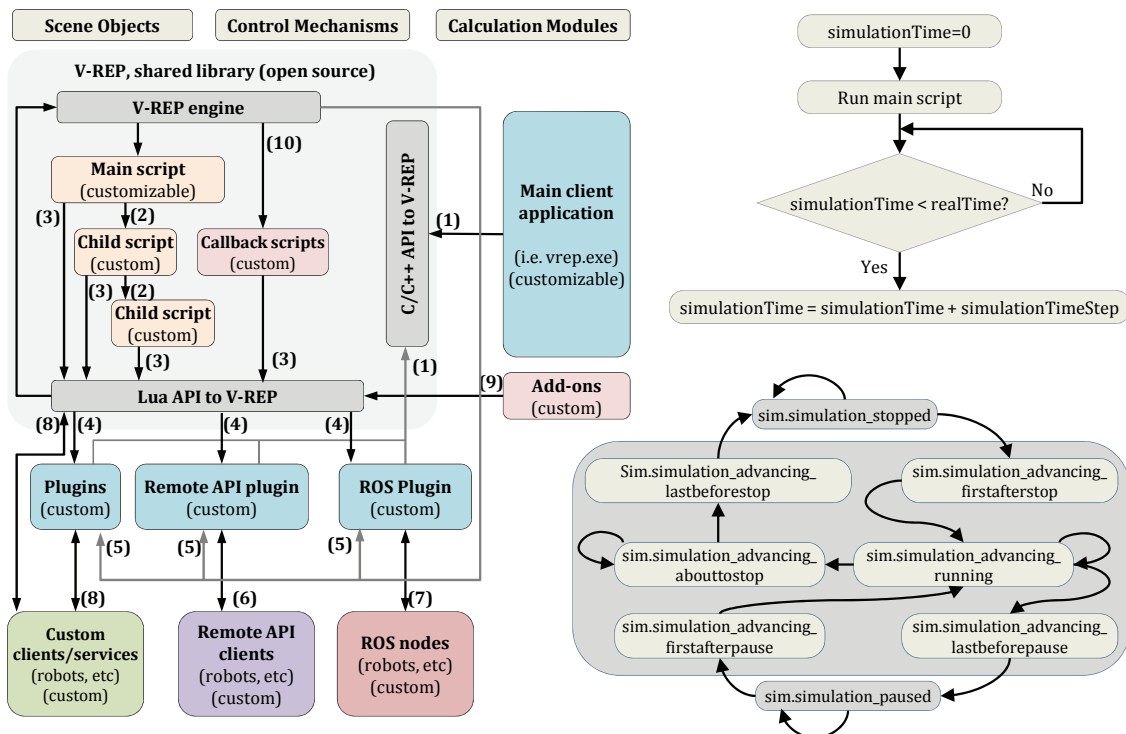 Scene Objects
Control Mechanisms
Calculation Modules
V-REP, shared library (open source)
V-REP engine
(10)
Main script
(customizable)
(3)
(2)
Child script
(custom)
Callback scripts
(custom)
(3)
(2)
Child script
(custom)
(3)
(3)
C/C++ API to V-REP
(1)
(1)
Main client
application
(i.e. vrep.exe)
(customizable)
Lua API to V-REP
(9)
Add-ons
(custom)
(8)
(4)
(4)
(4)
Plugins
(custom)
Remote API plugin
(custom)
ROS Plugin
(custom)
(5)
(5)
(5)
(8)
(6)
(7)
Custom
clients/services
(robots, etc)
(custom)
Remote API
clients
(robots, etc)
(custom)
ROS nodes
(robots, etc)
(custom)
simulationTime=0
Run main script
simulationTime < realTime?
No
Yes
simulationTime = simulationTime + simulationTimeStep
sim.simulation_stopped
Sim.simulation_advancing_
lastbeforestop
sim.simulation_advancing_
firstafterstop
sim.simulation_advancing_
abouttostop
sim.simulation_advancing_
running
sim.simulation_advancing_
firstafterpause
sim.simulation_advancing_
lastbeforepause
sim.simulation_paused